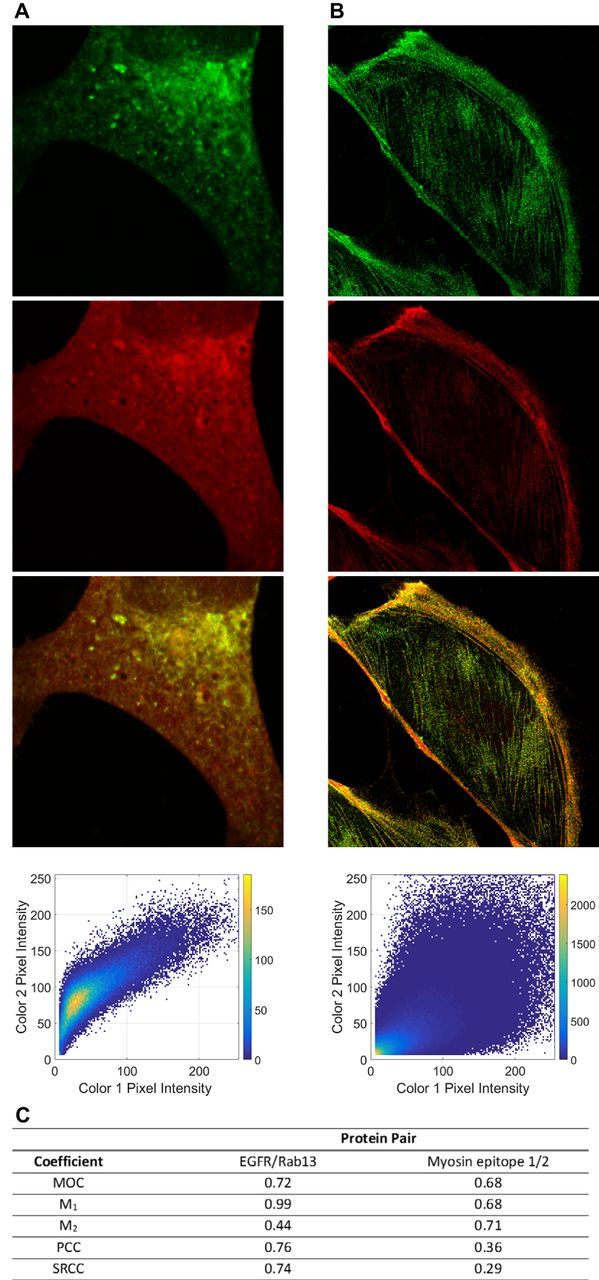 A B
250
200
150
100
50
0
Color 2 Pixel Intensity
0 100 200
Color 1 Pixel Intensity
150
100
50
0
250
200
150
100
50
0
Color 2 Pixel Intensity
0 100 200
Color 1 Pixel Intensity
2000
1500
1000
500
0
C
Protein Pair
Coefficient EGFR/Rab13 Myosin epitope 1/2
MOC 0.72 0.68
M₁ 0.99 0.68
M₂ 0.44 0.71
PCC 0.76 0.36
SRCC 0.74 0.29